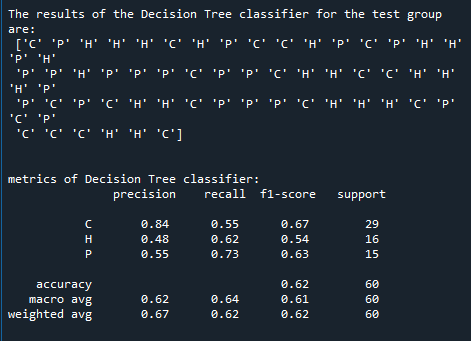 The results of the Decision Tree classifier for the test group
are:
['C' 'P' 'H' 'H' 'H' 'C' 'H' 'P' 'C' 'C' 'H' 'P' 'C' 'P' 'H' 'H'
'P' 'H'
'P' 'P' 'H' 'P' 'P' 'P' 'C' 'P' 'P' 'C' 'H' 'H' 'C' 'C' 'H' 'H'
'H' 'P'
'P' 'C' 'P' 'C' 'H' 'H' 'C' 'P' 'P' 'P' 'C' 'H' 'H' 'H' 'C' 'P'
'C' 'P'
'C' 'C' 'C' 'H' 'H' 'C']
metrics of Decision Tree classifier:
precision recall f1-score support
C 0.84 0.55 0.67 29
H 0.48 0.62 0.54 16
P 0.55 0.73 0.63 15
accuracy 0.62 60
macro avg 0.62 0.64 0.61 60
weighted avg 0.67 0.62 0.62 60